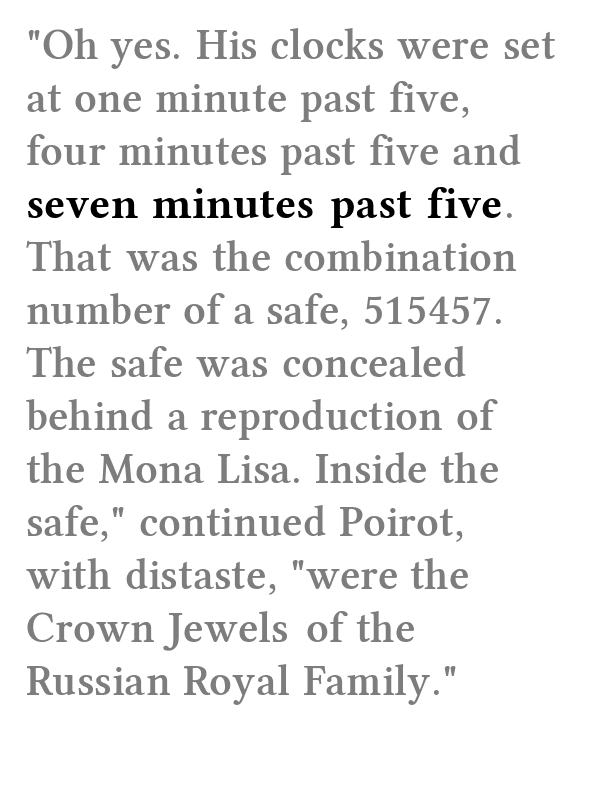 "Oh yes. His clocks were set
at one minute past five,
four minutes past five and
seven minutes past five.
That was the combination
number of a safe, 515457.
The safe was concealed
behind a reproduction of
the Mona Lisa. Inside the
safe," continued Poirot,
with distaste, "were the
Crown Jewels of the
Russian Royal Family."